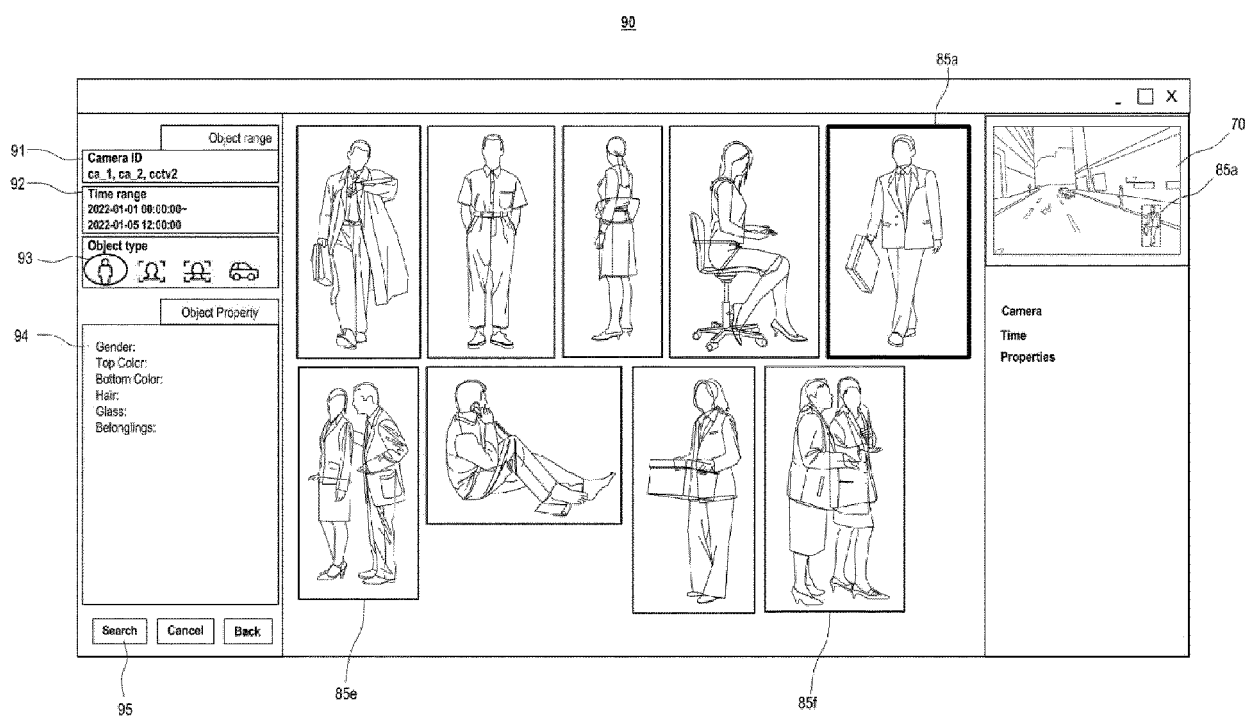 90
85a
_ □ X
Object range
91
Camera ID
ca_1, ca_2, cctv2
92
Time range
2022-01-01 00:00:00~
2022-01-05 12:00:00
93
Object type
Object Property
94
Gender:
Top Color:
Bottom Color:
Hair:
Glass:
Belonglings:
Search
Cancel
Back
95
85e
85f
70
85a
Camera
Time
Properties